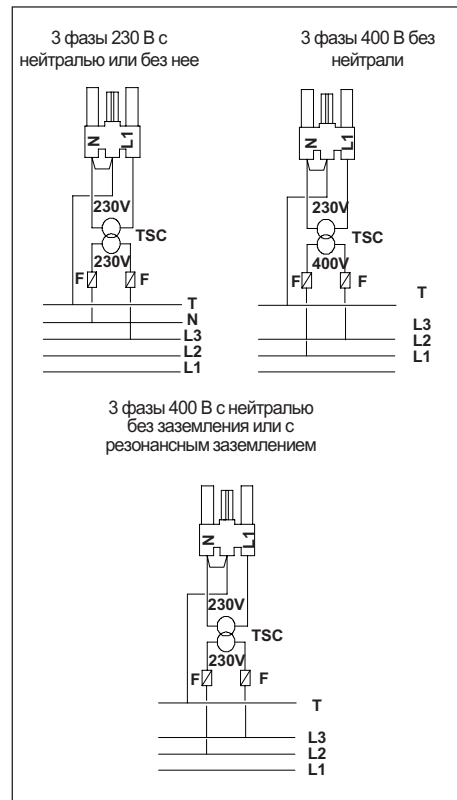 3 фазы 230 В с
нейтралью или без нее
N
L1
230V
TSC
230V
F
F
T
N
L3
L2
L1
3 фазы 400 В без
нейтрали
N
L1
230V
TSC
400V
F
F
T
L3
L2
L1
3 фазы 400 В с нейтралью
без заземления или с
резонансным заземлением
N
L1
230V
TSC
230V
F
F
T
L3
L2
L1